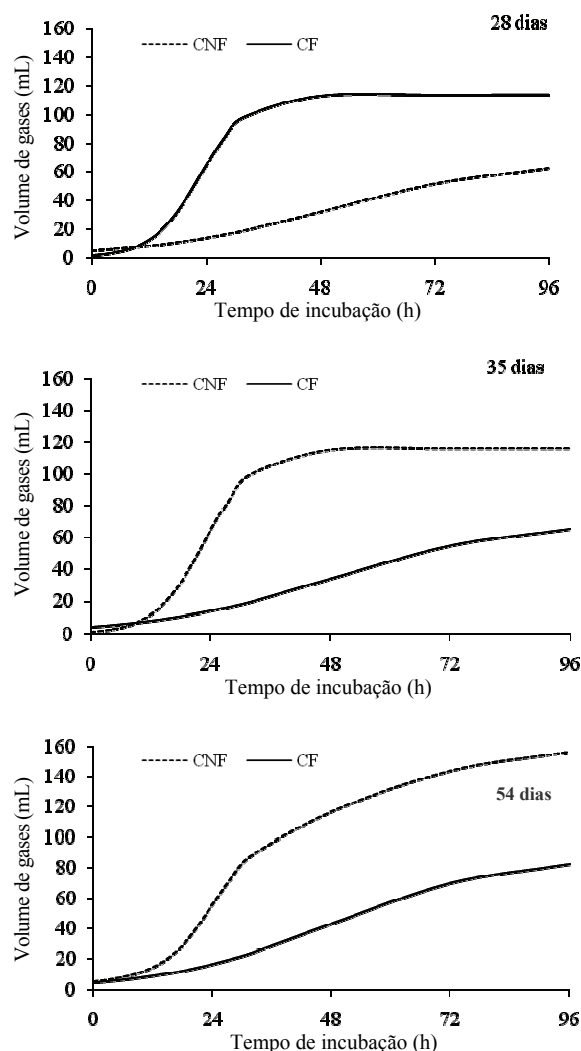 28 dias
CNF CF
Volume de gases (mL)
160
140
120
100
80
60
40
20
0
0 24 48 72 96
Tempo de incubação (h)
35 dias
CNF CF
Volume de gases (mL)
160
140
120
100
80
60
40
20
0
0 24 48 72 96
Tempo de incubação (h)
54 dias
CNF CF
Volume de gases (mL)
160
140
120
100
80
60
40
20
0
0 24 48 72 96
Tempo de incubação (h)